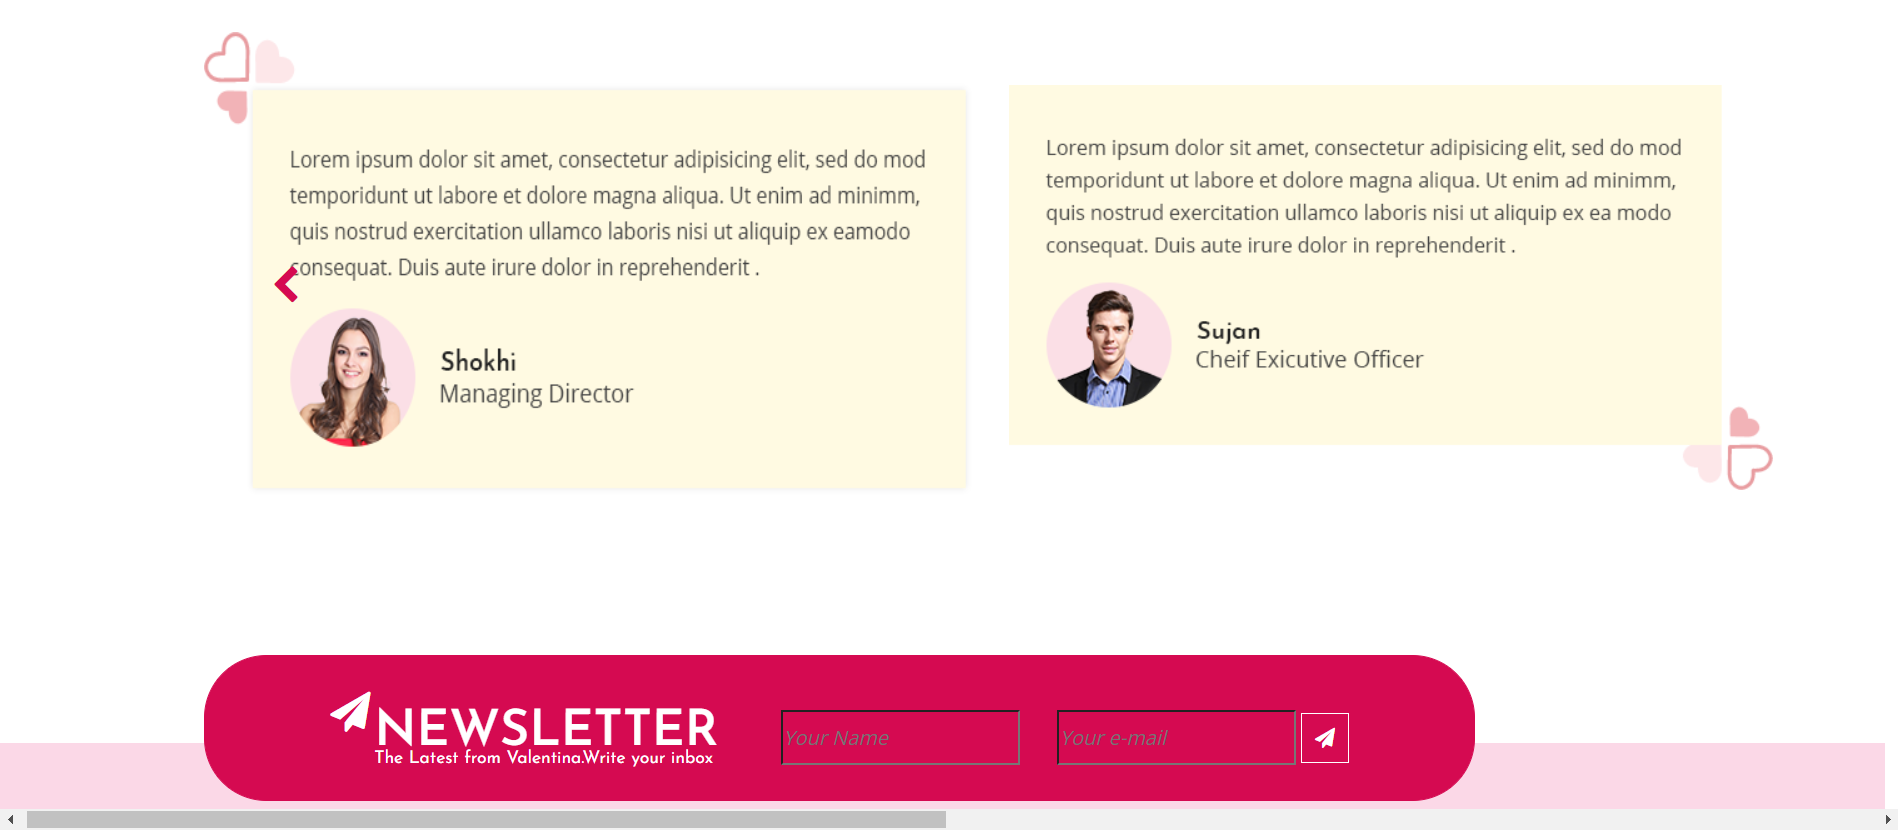 Lorem ipsum dolor sit amet, consectetur adipisicing elit, sed do mod
temporidunt ut labore et dolore magna aliqua. Ut enim ad minimm,
quis nostrud exercitation ullamco laboris nisi ut aliquip ex eamodo
consequat. Duis aute irure dolor in reprehenderit .
Shokhi
Managing Director
Lorem ipsum dolor sit amet, consectetur adipisicing elit, sed do mod
temporidunt ut labore et dolore magna aliqua. Ut enim ad minimm,
quis nostrud exercitation ullamco laboris nisi ut aliquip ex ea modo
consequat. Duis aute irure dolor in reprehenderit .
Sujan
Cheif Exicutive Officer
NEWSLETTER
The Latest from Valentina.Write your inbox
Your Name
Your e-mail